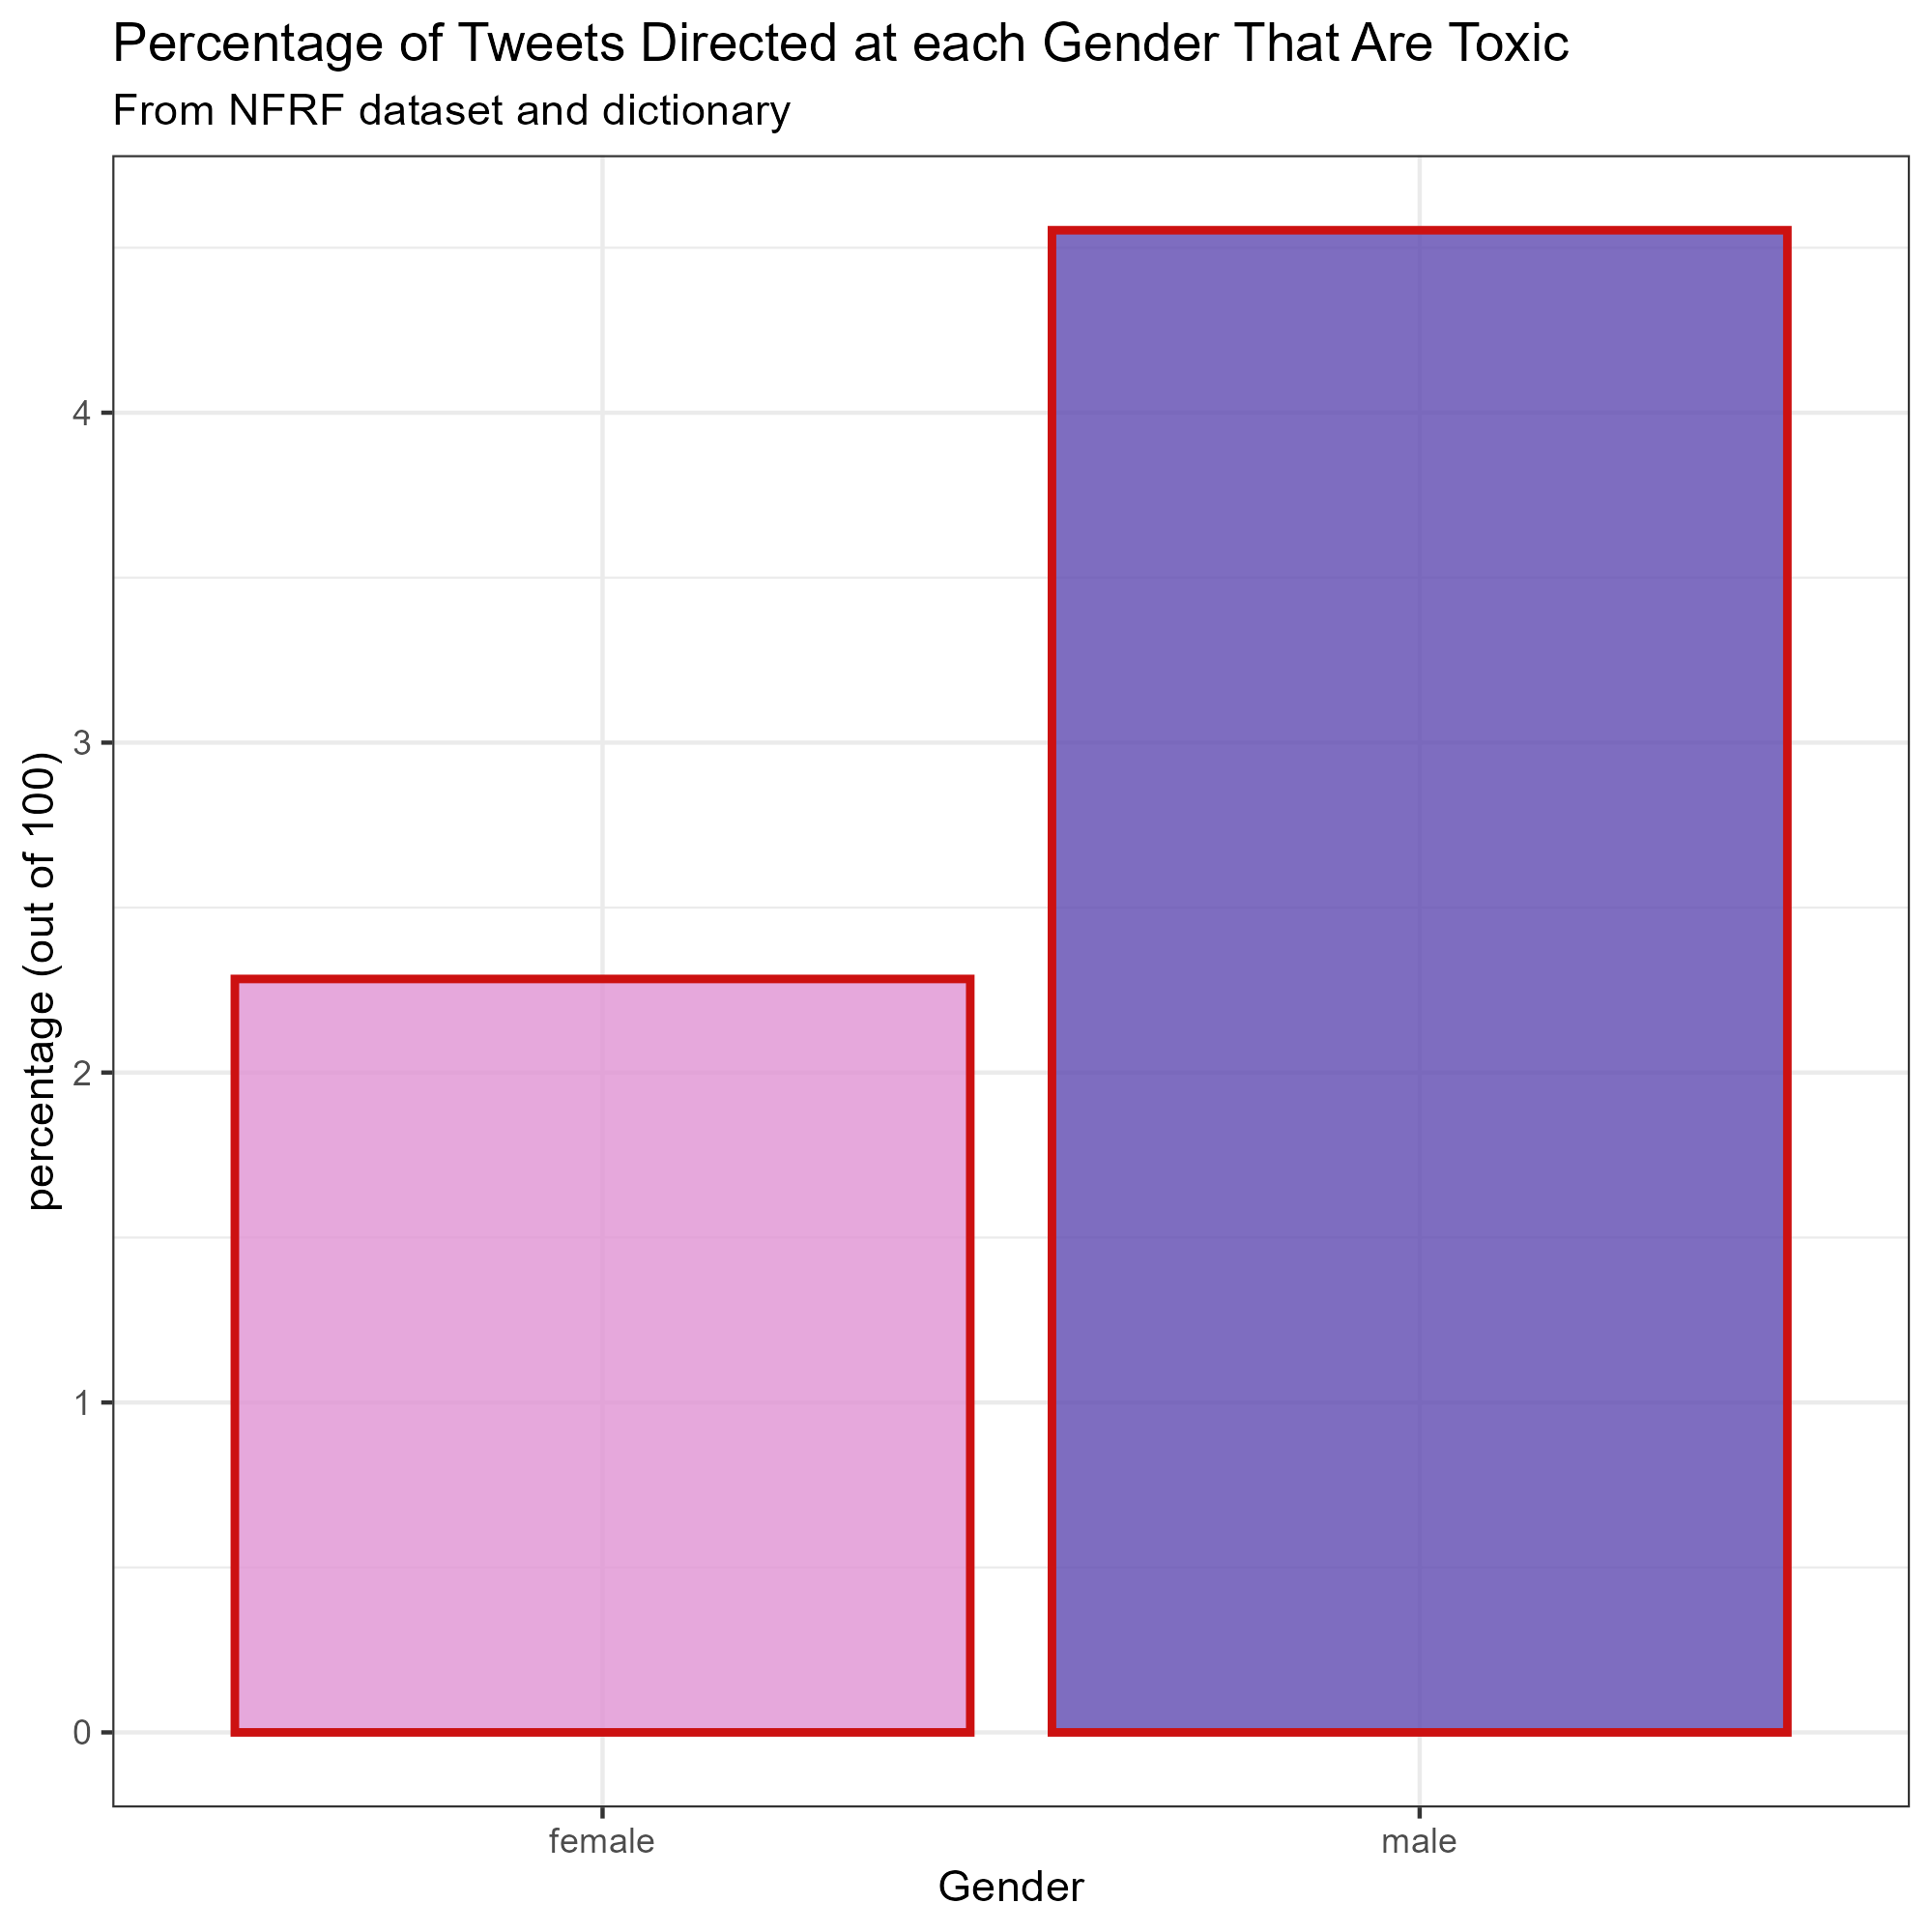 Percentage of Tweets Directed at each Gender That Are Toxic
From NFRF dataset and dictionary
percentage (out of 100)
4
3
2
1
0
female
male
Gender